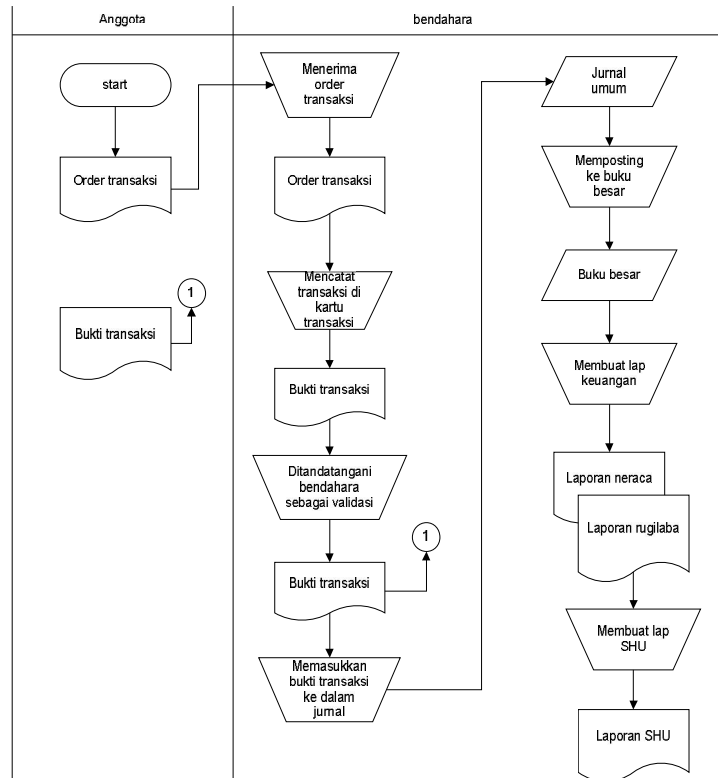 Anggota
bendahara
start
Order transaksi
Bukti transaksi
1
Menerima
order
transaksi
Order transaksi
Mencatat
transaksi di
kartu
transaksi
Bukti transaksi
Ditandatangani
bendahara
sebagai validasi
Bukti transaksi
1
Memasukkan
bukti transaksi
ke dalam
jurnal
Jurnal
umum
Memposting
ke buku
besar
Buku besar
Membuat lap
keuangan
Laporan neraca
Laporan rugilaba
Membuat lap
SHU
Laporan SHU